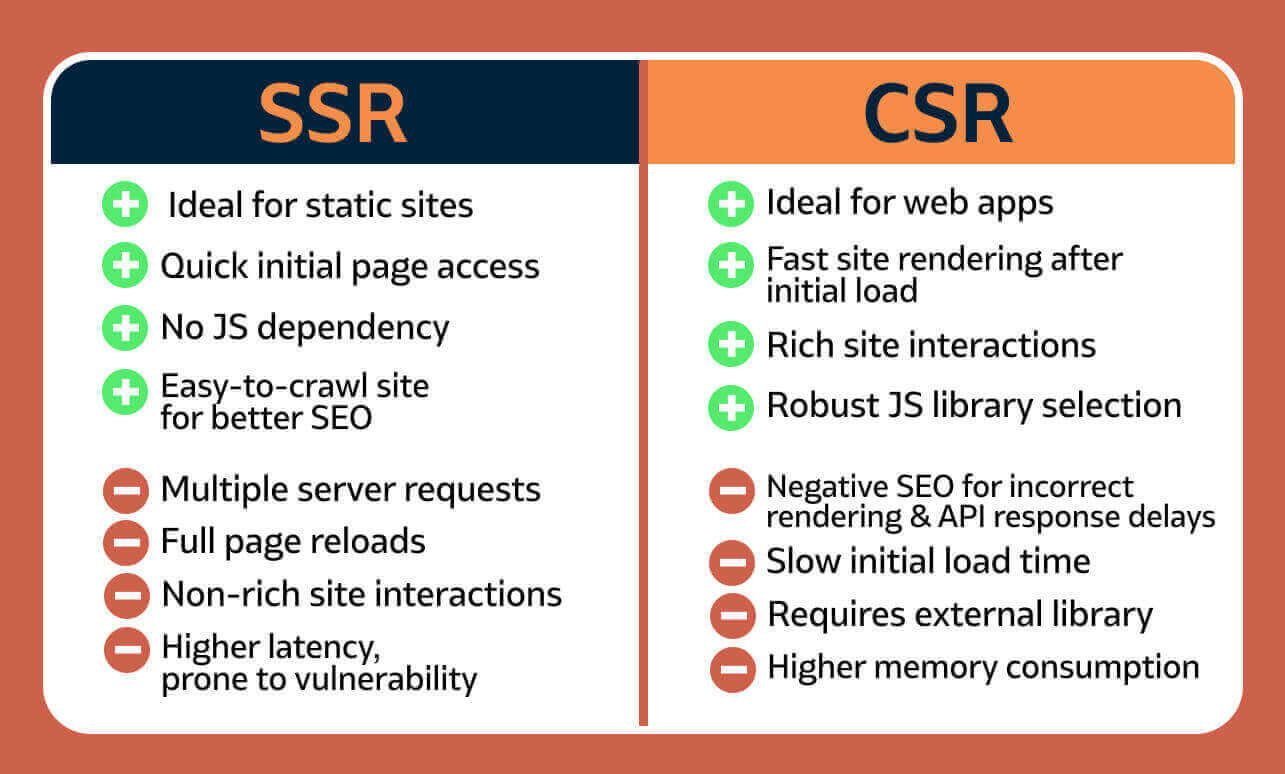 SSR
Ideal for static sites
Quick initial page access
No JS dependency
Easy-to-crawl site
for better SEO
Multiple server requests
Full page reloads
Non-rich site interactions
Higher latency,
prone to vulnerability
CSR
Ideal for web apps
Fast site rendering after
initial load
Rich site interactions
Robust JS library selection
Negative SEO for incorrect
rendering & API response delays
Slow initial load time
Requires external library
Higher memory consumption